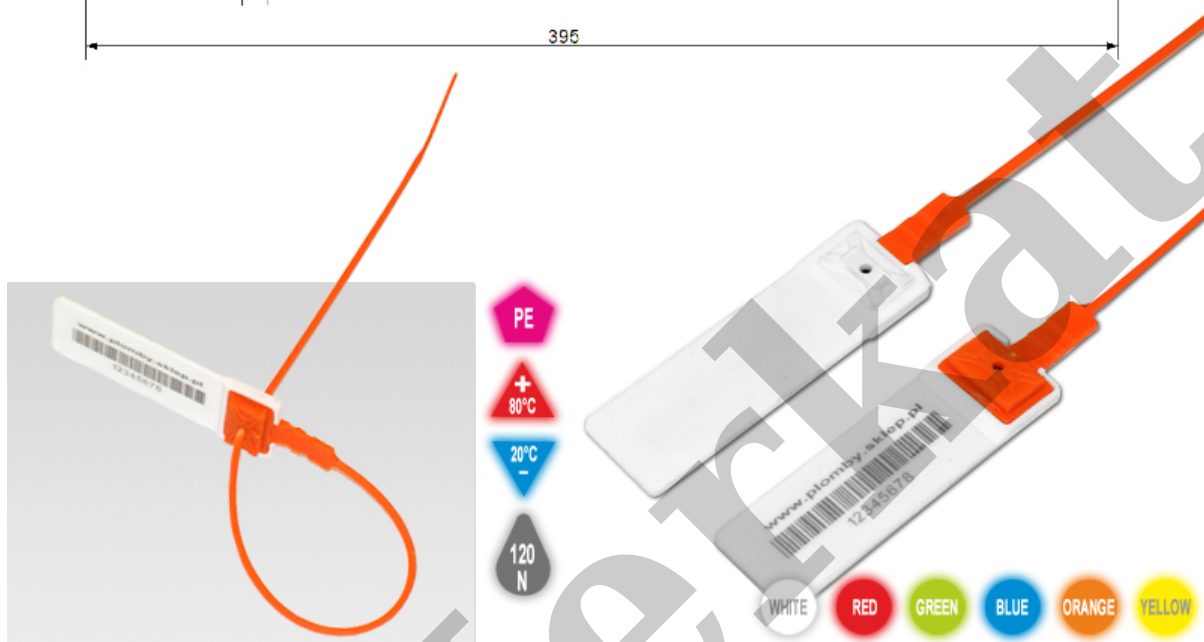 395
www.plomby.sklep.pl
12345678
PE
+
80°C
20°C
−
120
N
www.plomby.sklep.pl
12345678
WHITE
RED
GREEN
BLUE
ORANGE
YELLOW
erkat